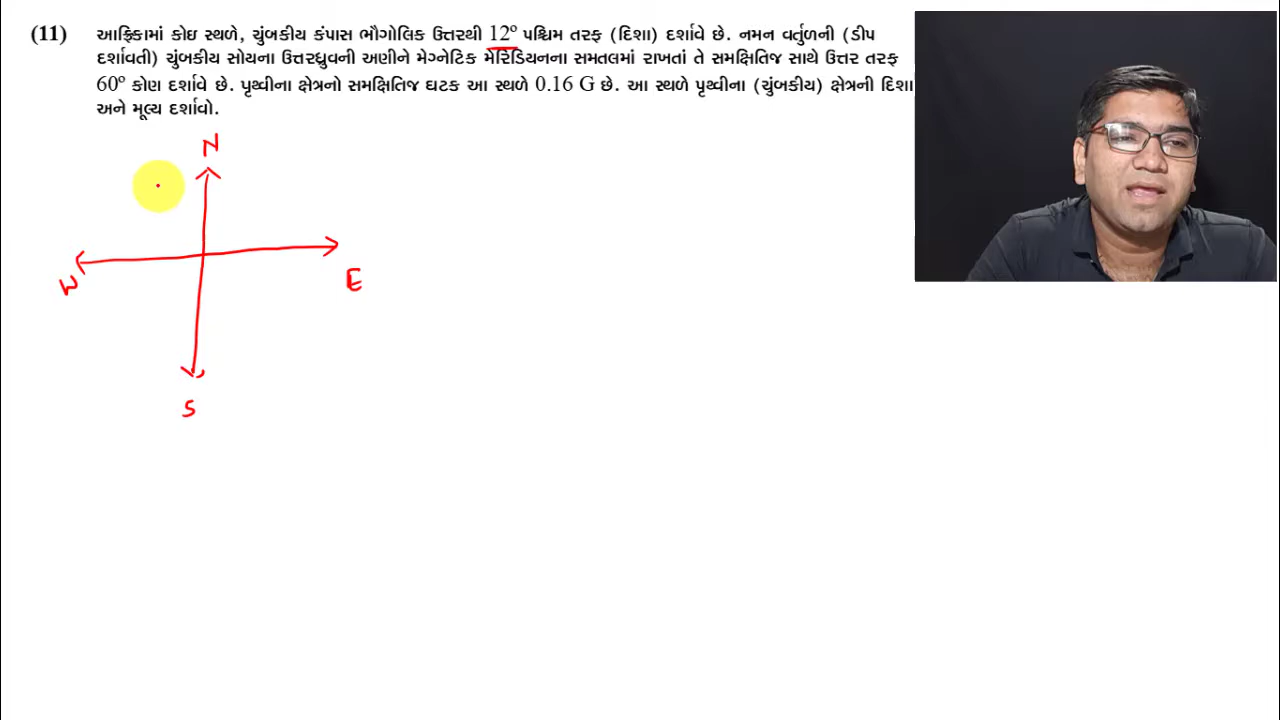 (11) આફ્રિકામાં કોઇ સ્થળે, ચુંબકીય કંપાસ ભૌગોલિક ઉત્તરથી 12° પશ્ચિમ તરફ (દિશા) દર્શાવે છે. નમન વર્તુળની (ડીપ
દર્શાવતી) ચુંબકીય સોયના ઉત્તરધ્રુવની અણીને મેગ્નેટિક મેરિડિયનના સમતલમાં રાખતાં તે સમક્ષિતિજ સાથે ઉત્તર તરફ
60° કોણ દર્શાવે છે. પૃથ્વીના ક્ષેત્રનો સમક્ષિતિજ ઘટક આ સ્થળે 0.16 G છે. આ સ્થળે પૃથ્વીના (ચુંબકીય) ક્ષેત્રની દિશા
અને મૂલ્ય દર્શાવો.
N
W
E
S